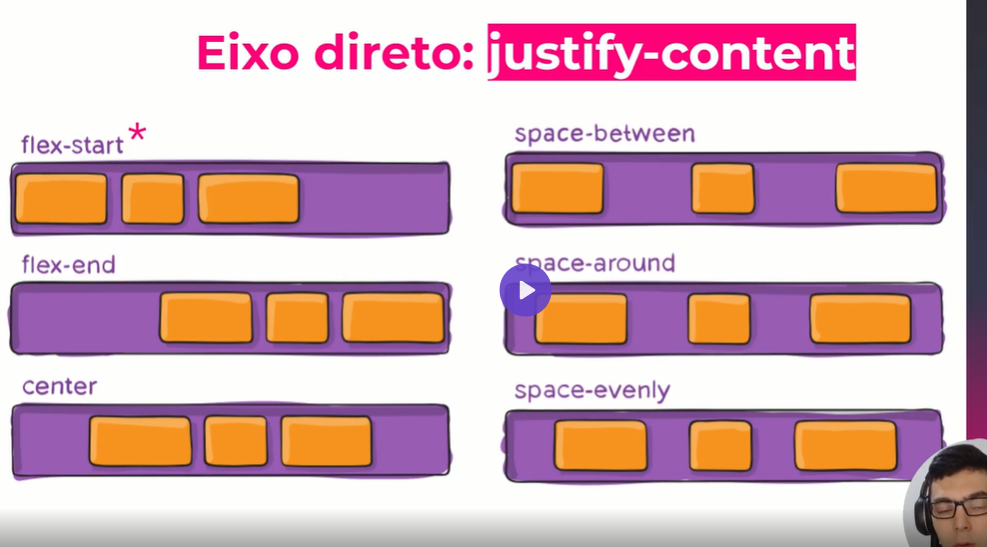 Eixo direto: justify-content
flex-start *
flex-end
center
space-between
space-around
space-evenly